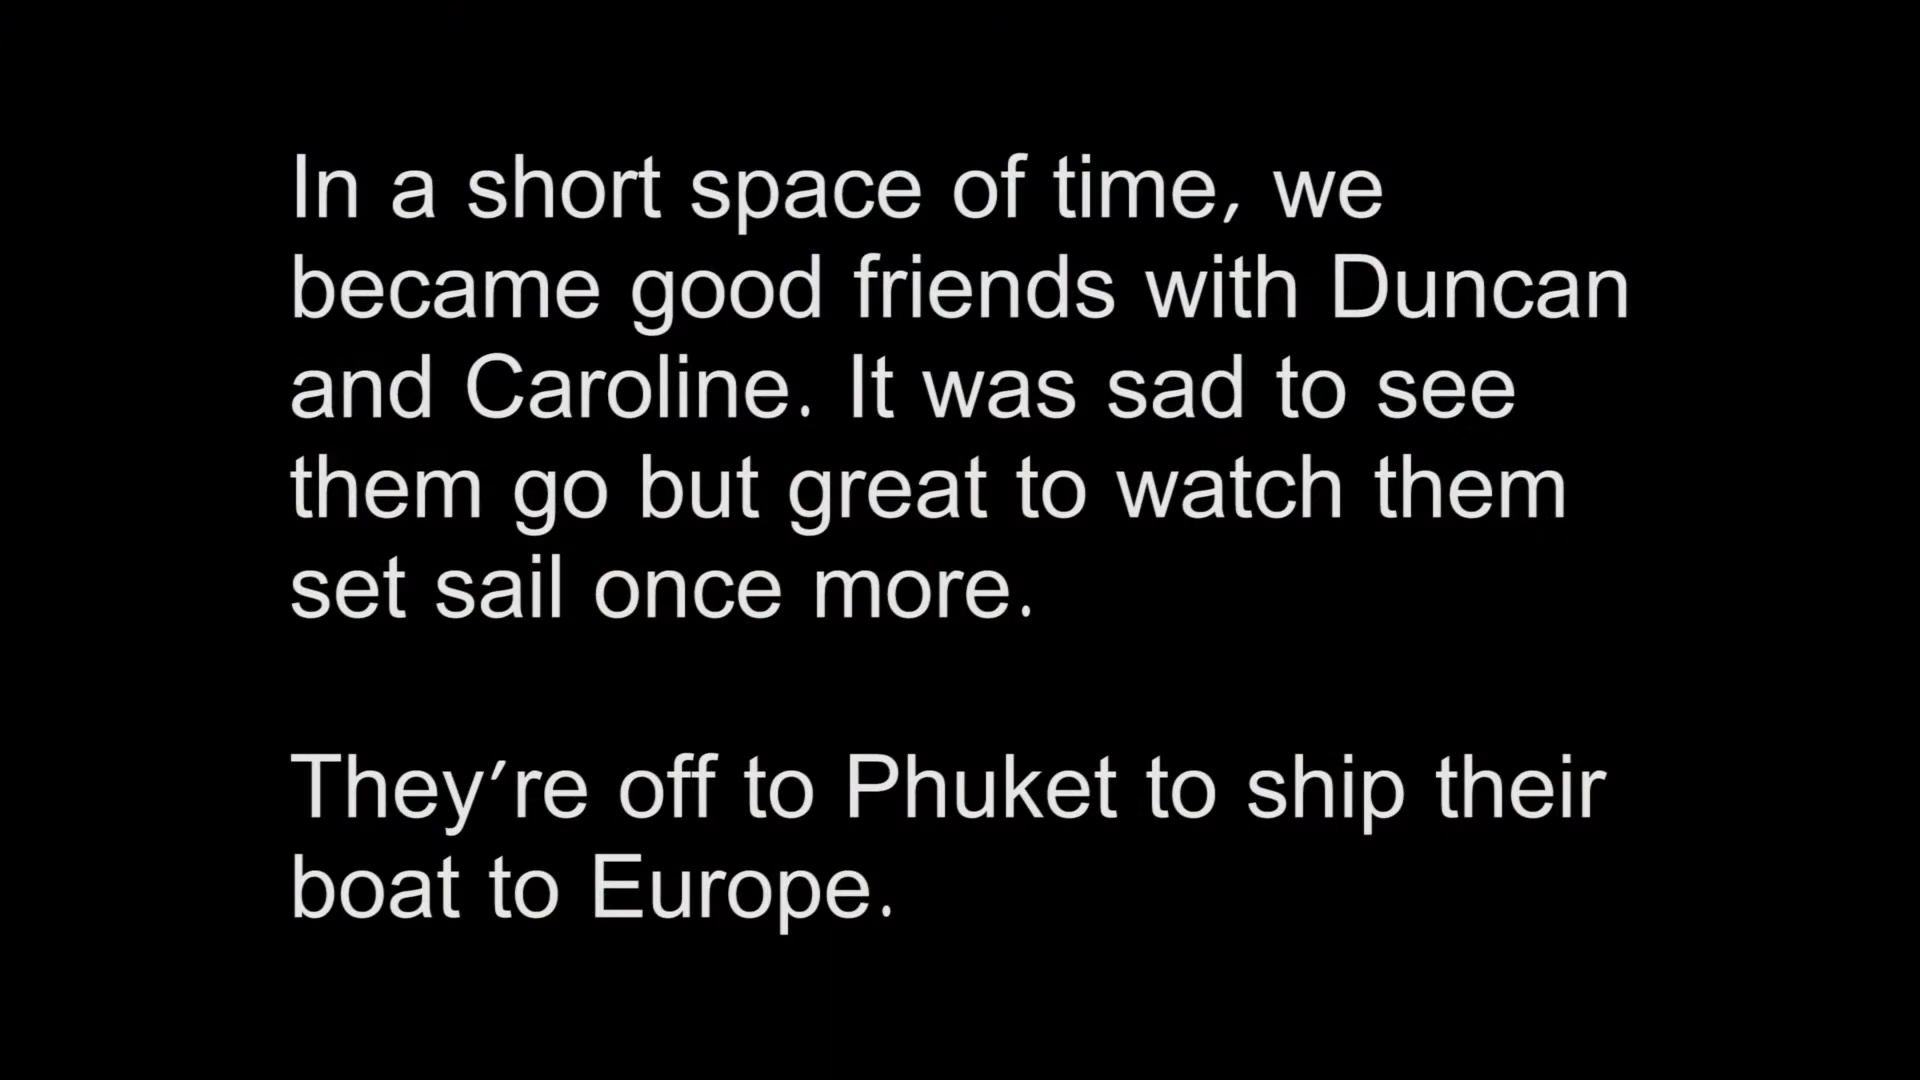 In a short space of time, we
became good friends with Duncan
and Caroline. It was sad to see
them go but great to watch them
set sail once more.
They’re off to Phuket to ship their
boat to Europe.